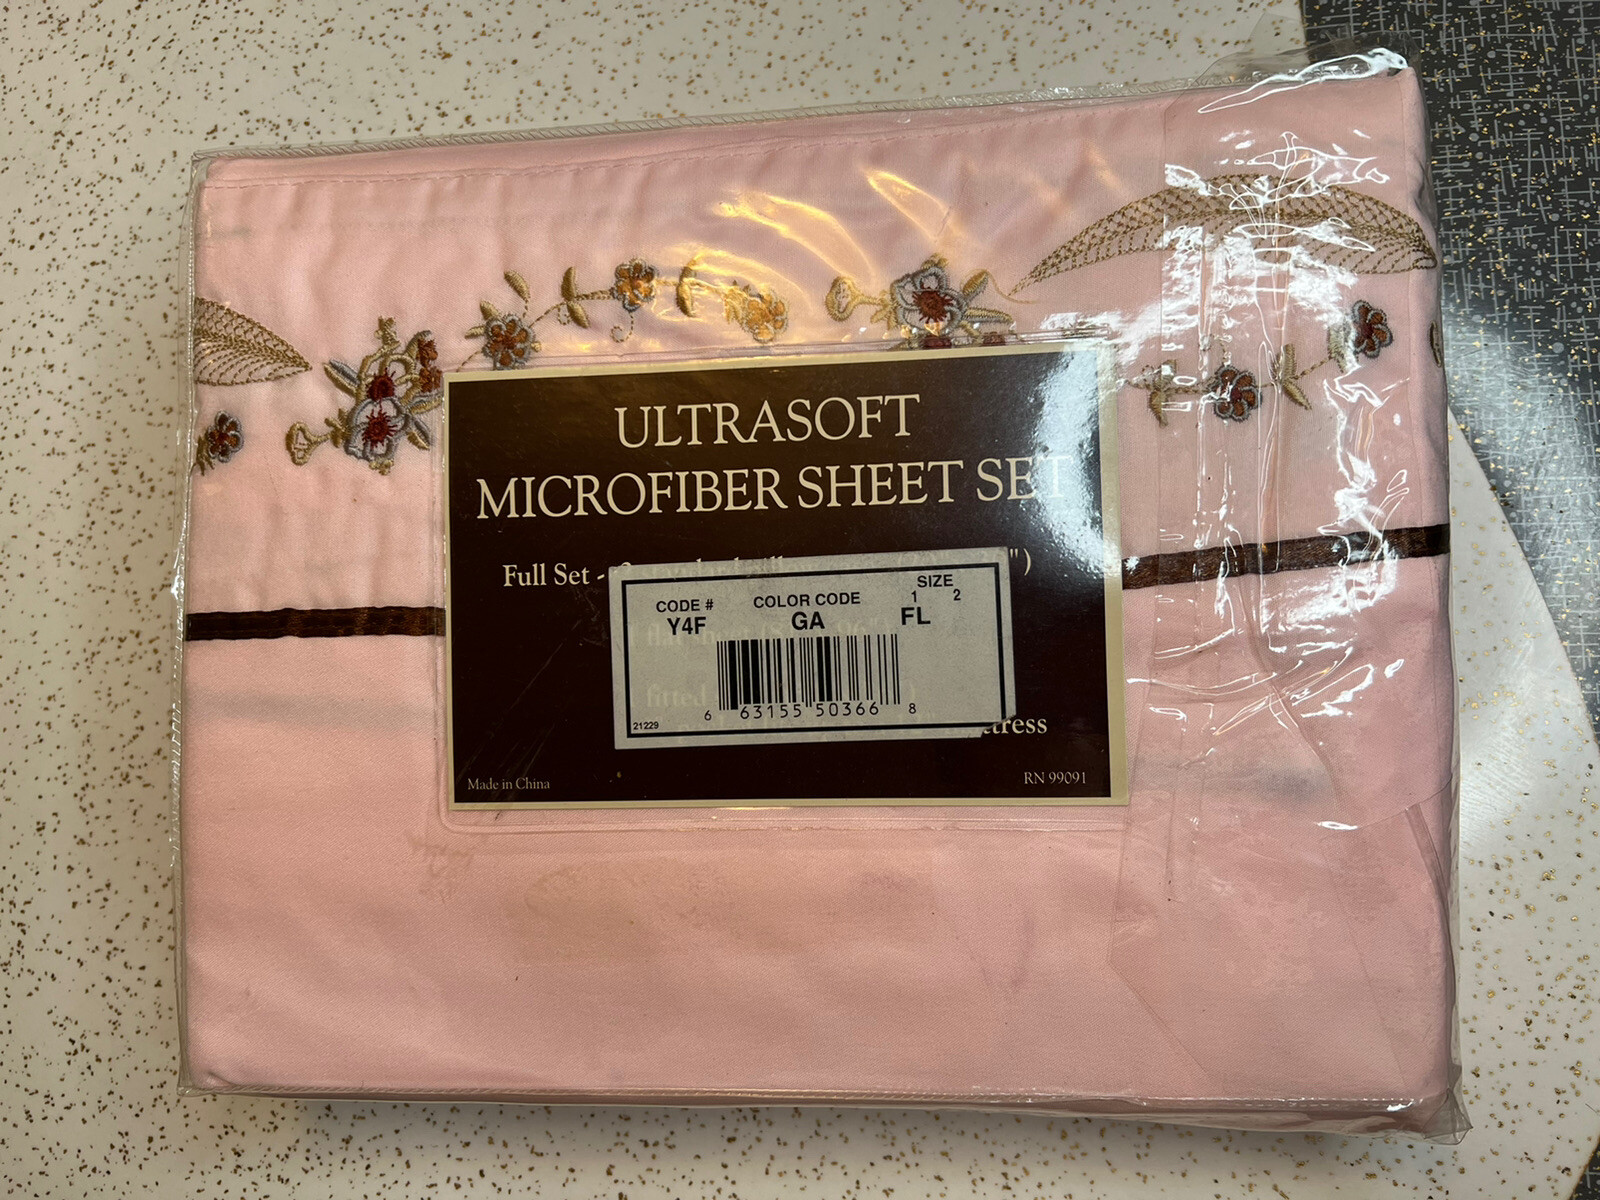 ULTRASOFT
MICROFIBER SHEET SET
Full Set - ")
CODE # COLOR CODE SIZE
1 2
Y4F GA FL
fitted )
6 63155 50366 8
21229
Made in China
RN 99091